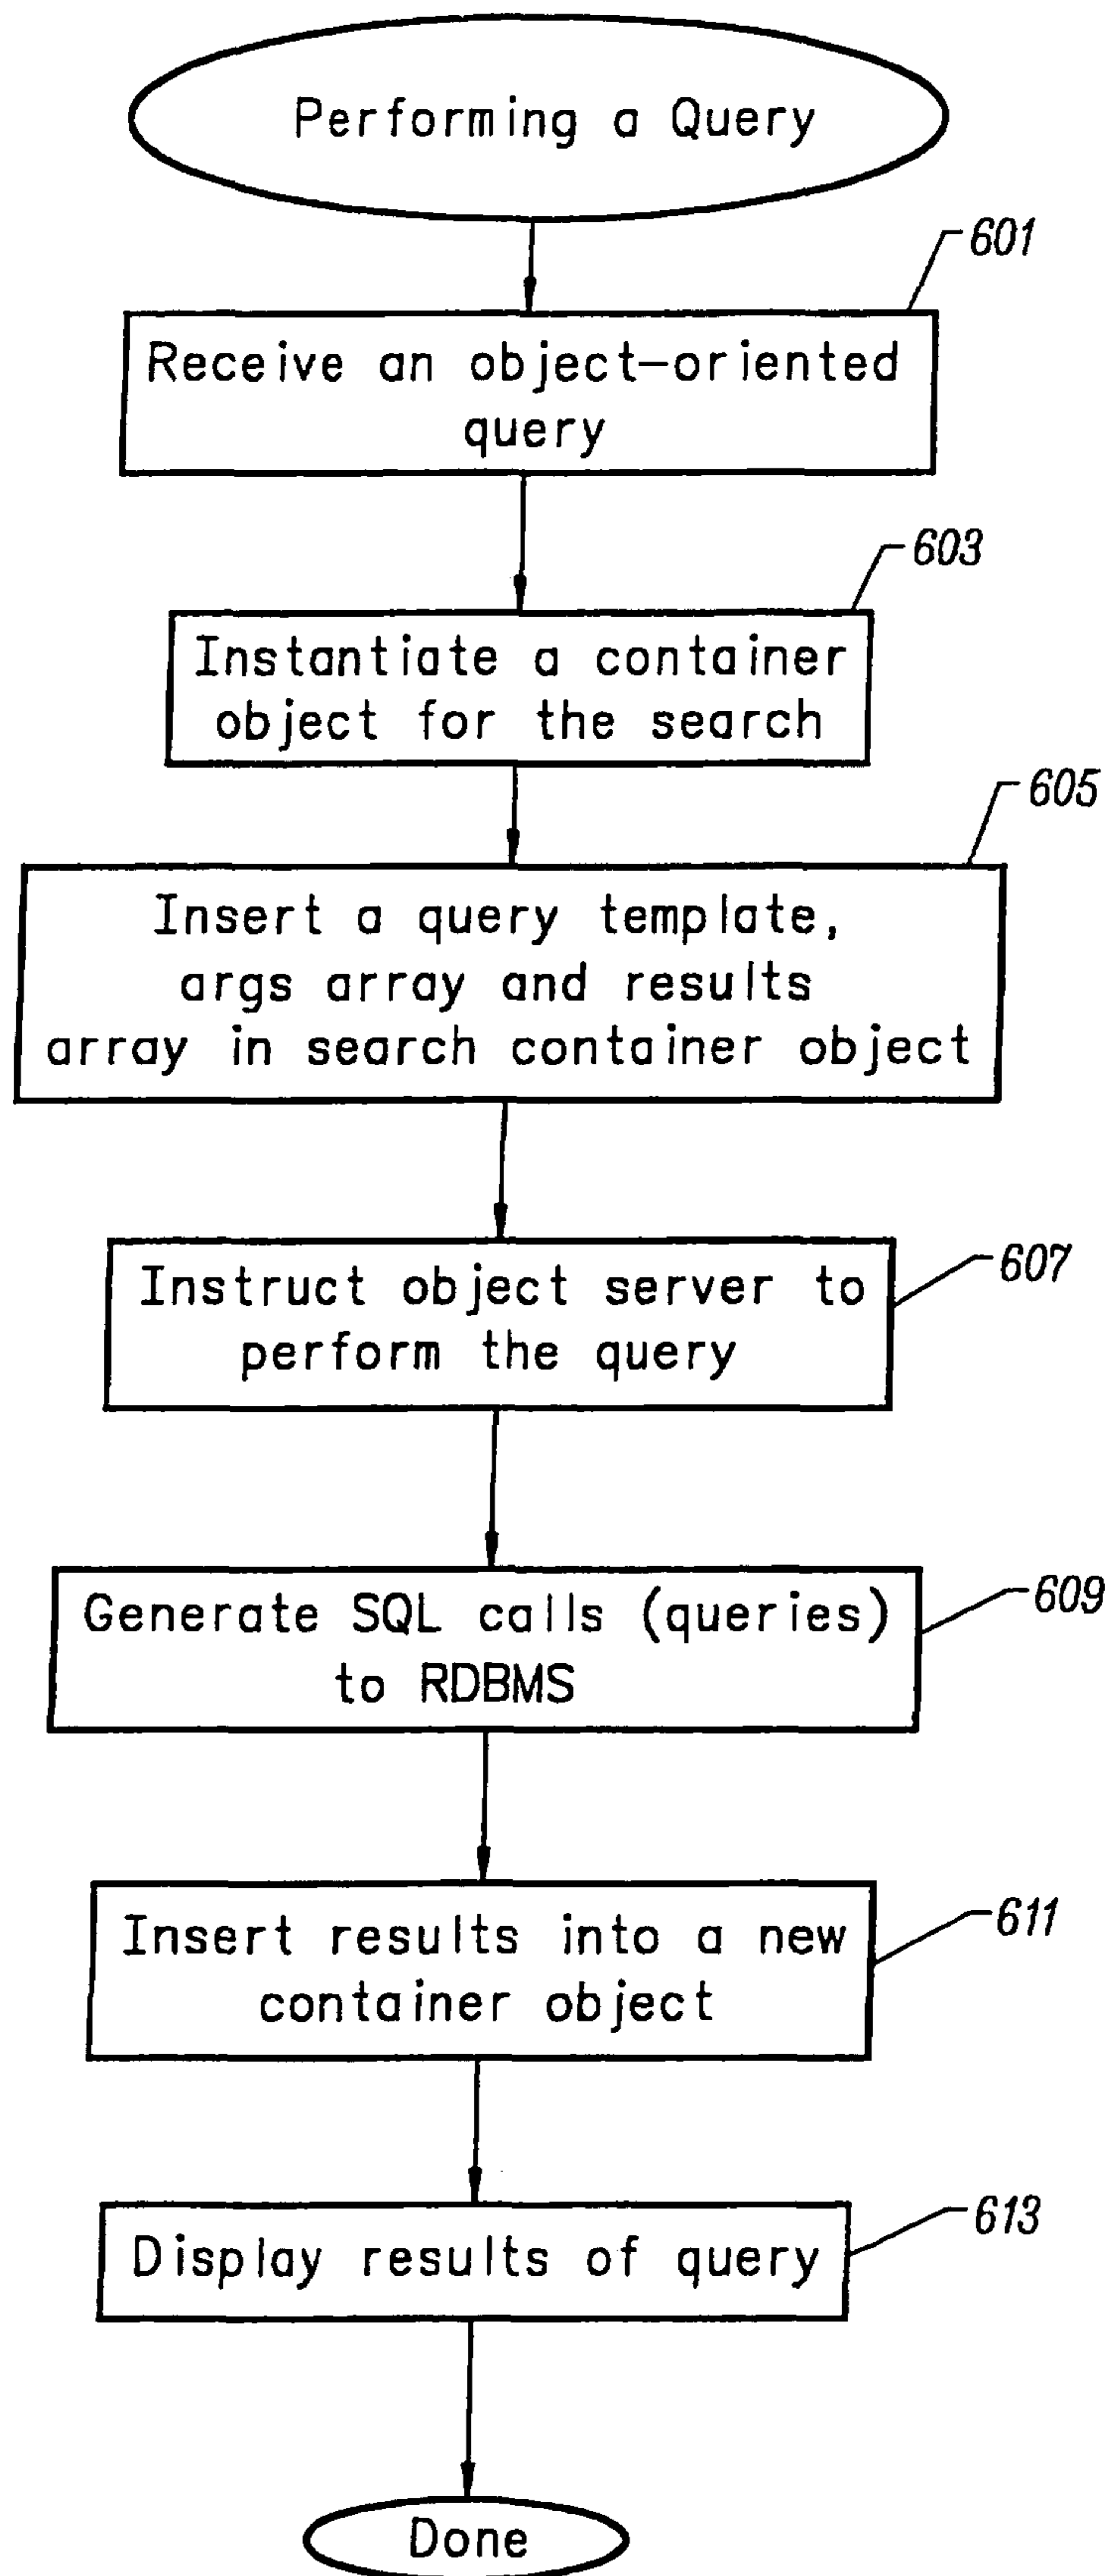 Performing a Query
601
Receive an object-oriented
query
603
Instantiate a container
object for the search
605
Insert a query template,
args array and results
array in search container object
607
Instruct object server to
perform the query
609
Generate SQL calls (queries)
to RDBMS
611
Insert results into a new
container object
613
Display results of query
Done